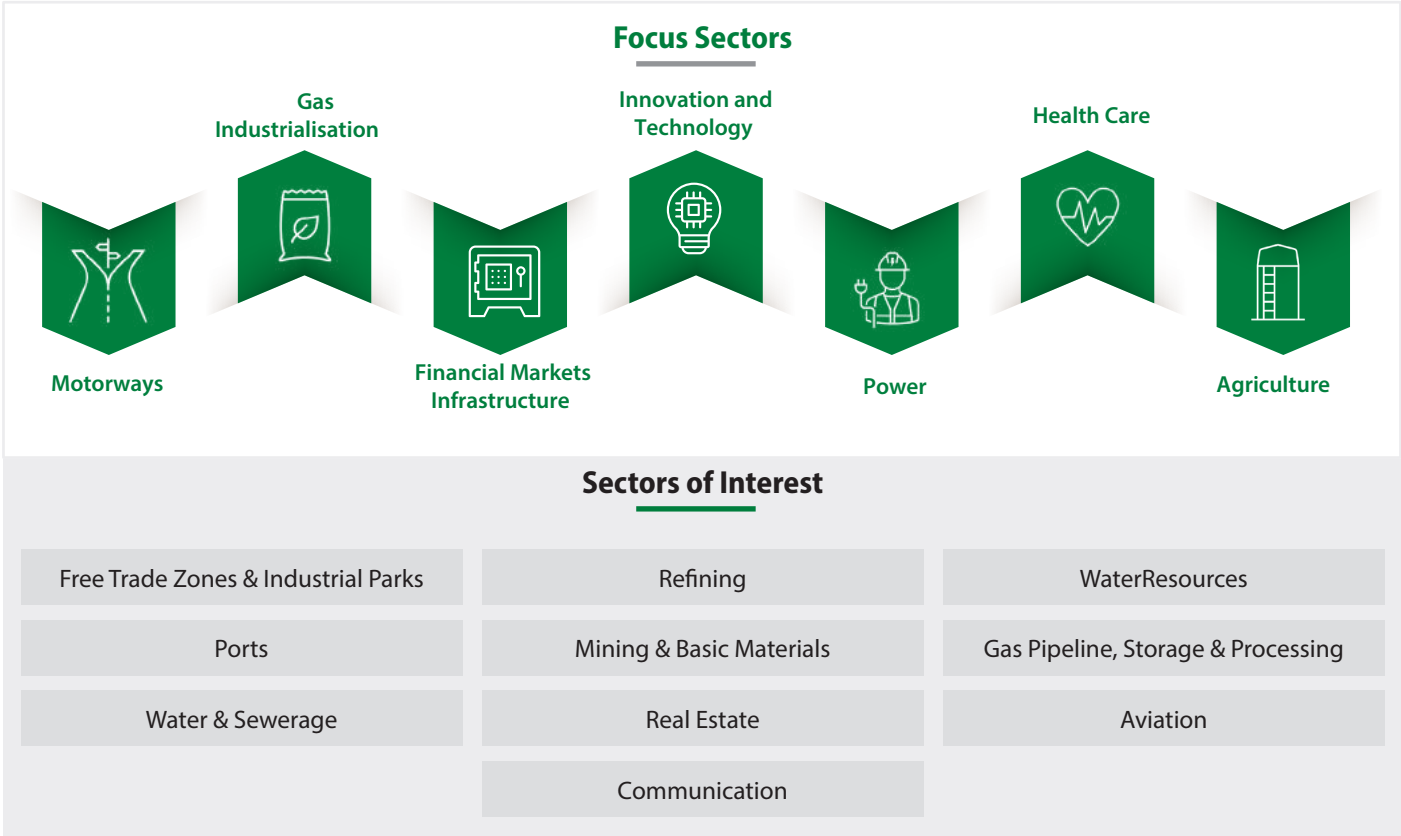 Focus Sectors
Gas
Industrialisation
Innovation and
Technology
Health Care
Motorways
Financial Markets
Infrastructure
Power
Agriculture
Sectors of Interest
Free Trade Zones & Industrial Parks
Refining
WaterResources
Ports
Mining & Basic Materials
Gas Pipeline, Storage & Processing
Water & Sewerage
Real Estate
Aviation
Communication